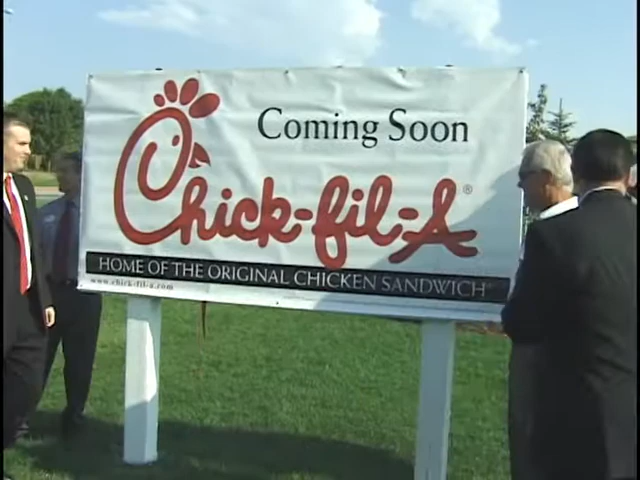 Coming Soon
Chick-fil-A®
HOME OF THE ORIGINAL CHICKEN SANDWICH®
www.chick-fil-a.com